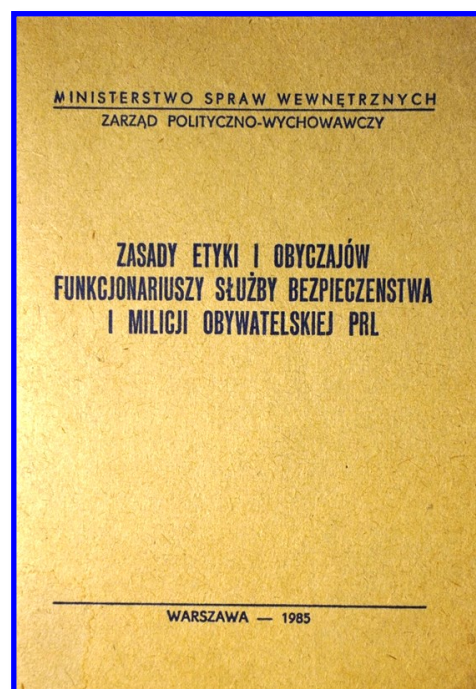 MINISTERSTWO SPRAW WEWNĘTRZNYCH
ZARZĄD POLITYCZNO-WYCHOWAWCZY
ZASADY ETYKI I OBYCZAJÓW
FUNKCJONARIUSZY SŁUŻBY BEZPIECZENSTWA
I MILICJI OBYWATELSKIEJ PRL
WARSZAWA — 1985